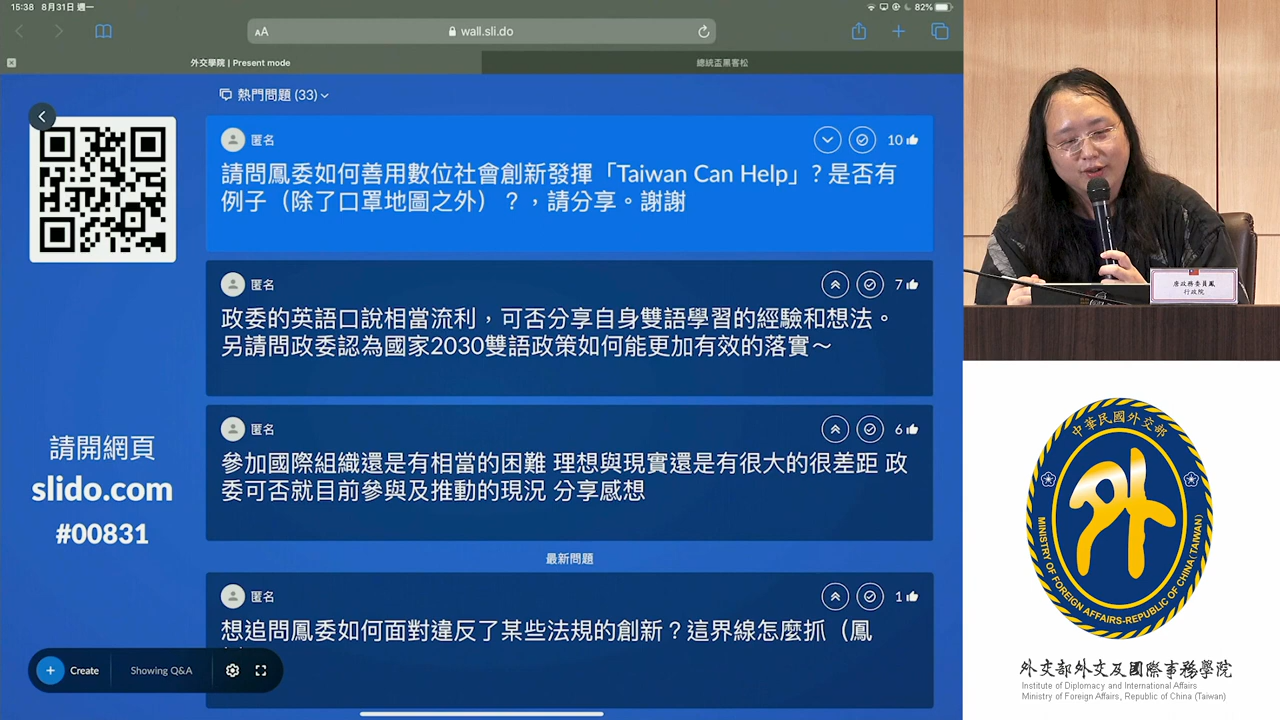 15:38 8月31日 週一
82%
AA
wall.sli.do
外交學院 | Present mode
總統盃黑客松
熱門問題 (33)
匿名
10
請問鳳委如何善用數位社會創新發揮「Taiwan Can Help」? 是否有
例子（除了口罩地圖之外）？，請分享。謝謝
匿名
7
政委的英語口說相當流利，可否分享自身雙語學習的經驗和想法。
另請問政委認為國家2030雙語政策如何能更加有效的落實～
匿名
6
參加國際組織還是有相當的困難 理想與現實還是有很大的很差距 政
委可否就目前參與及推動的現況 分享感想
最新問題
匿名
1
想追問鳳委如何面對違反了某些法規的創新？這界線怎麼抓（鳳
請開網頁
slido.com
#00831
Create
Showing Q&A
唐政務委員鳳
行政院
中華民國外交部
外
MINISTRY OF FOREIGN AFFAIRS-REPUBLIC OF CHINA(TAIWAN)
外交部外交及國際事務學院
Institute of Diplomacy and International Affairs
Ministry of Foreign Affairs, Republic of China (Taiwan)